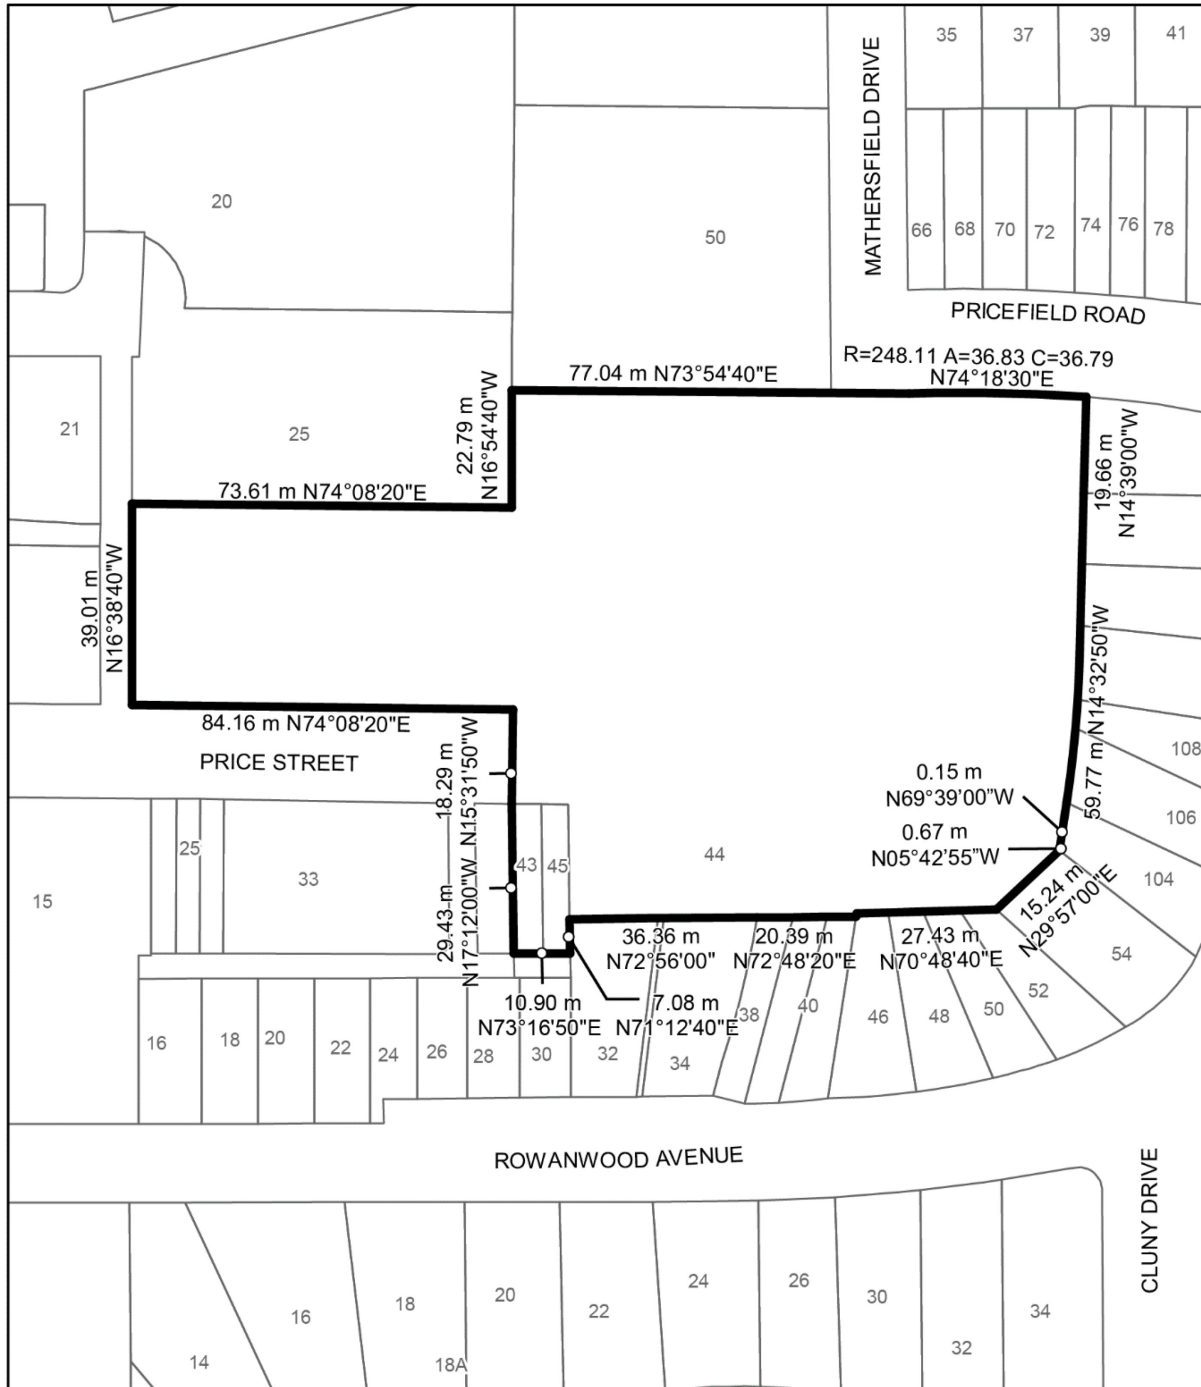 35
37
39
41
MATHERSFIELD DRIVE
20
50
66
68
70
72
74
76
78
PRICEFIELD ROAD
R=248.11 A=36.83 C=36.79
N74°18'30"E
77.04 m N73°54'40"E
22.79 m
N16°54'40"W
21
25
73.61 m N74°08'20"E
19.66 m
N14°39'00"W
39.01 m
N16°38'40"W
84.16 m N74°08'20"E
PRICE STREET
18.29 m
N15°31'50"W
59.77 m N14°32'50"W
108
0.15 m
N69°39'00"W
106
0.67 m
N05°42'55"W
25
33
43
45
44
104
15
29.43 m
N17°12'00"W
15.24 m
N29°57'00"E
36.36 m
N72°56'00"
20.39 m
N72°48'20"E
27.43 m
N70°48'40"E
54
52
10.90 m
N73°16'50"E
7.08 m
N71°12'40"E
38
40
46
48
50
16
18
20
22
24
26
28
30
32
34
ROWANWOOD AVENUE
CLUNY DRIVE
14
16
18
18A
20
22
24
26
30
32
34